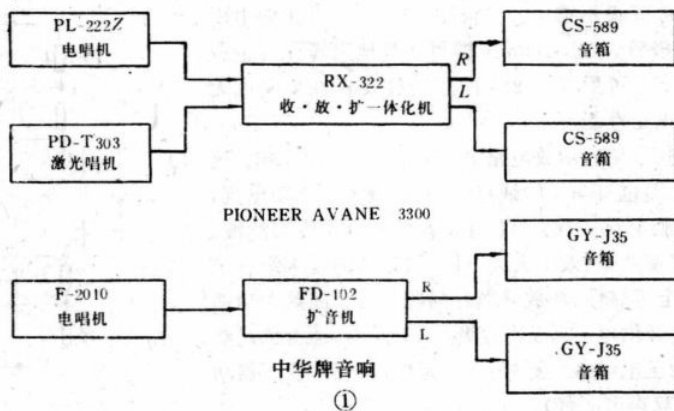 PL-222Z
电唱机
CS-589
音箱
R
RX-322
收·放·扩一体化机
L
PD-T303
激光唱机
CS-589
音箱
PIONEER AVANE 3300
GY-J35
音箱
F-2010
电唱机
FD-102
扩音机
R
L
GY-J35
音箱
中华牌音响
①